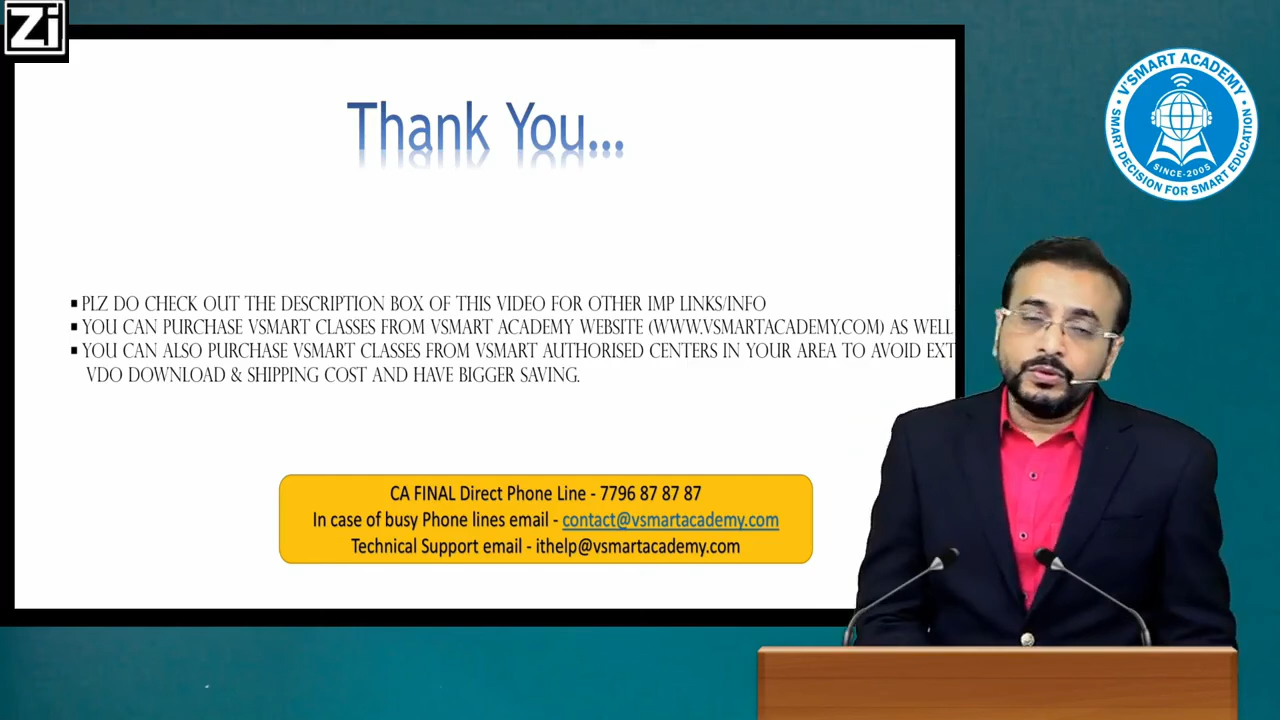 Zi
Thank You...
▪ PLZ DO CHECK OUT THE DESCRIPTION BOX OF THIS VIDEO FOR OTHER IMP LINKS/INFO
▪ YOU CAN PURCHASE VSMART CLASSES FROM VSMART ACADEMY WEBSITE (WWW.VSMARTACADEMY.COM) AS WELL
▪ YOU CAN ALSO PURCHASE VSMART CLASSES FROM VSMART AUTHORISED CENTERS IN YOUR AREA TO AVOID EXT
VDO DOWNLOAD & SHIPPING COST AND HAVE BIGGER SAVING.
CA FINAL Direct Phone Line - 7796 87 87 87
In case of busy Phone lines email - contact@vsmartacademy.com
Technical Support email - ithelp@vsmartacademy.com
V'SMART ACADEMY
SINCE-2005
SMART DECISION FOR SMART EDUCATION